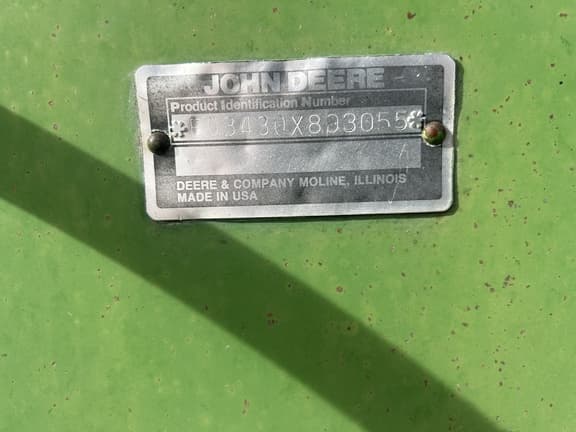 JOHN DEERE
Product Identification Number
DEERE & COMPANY MOLINE, ILLINOIS
MADE IN USA